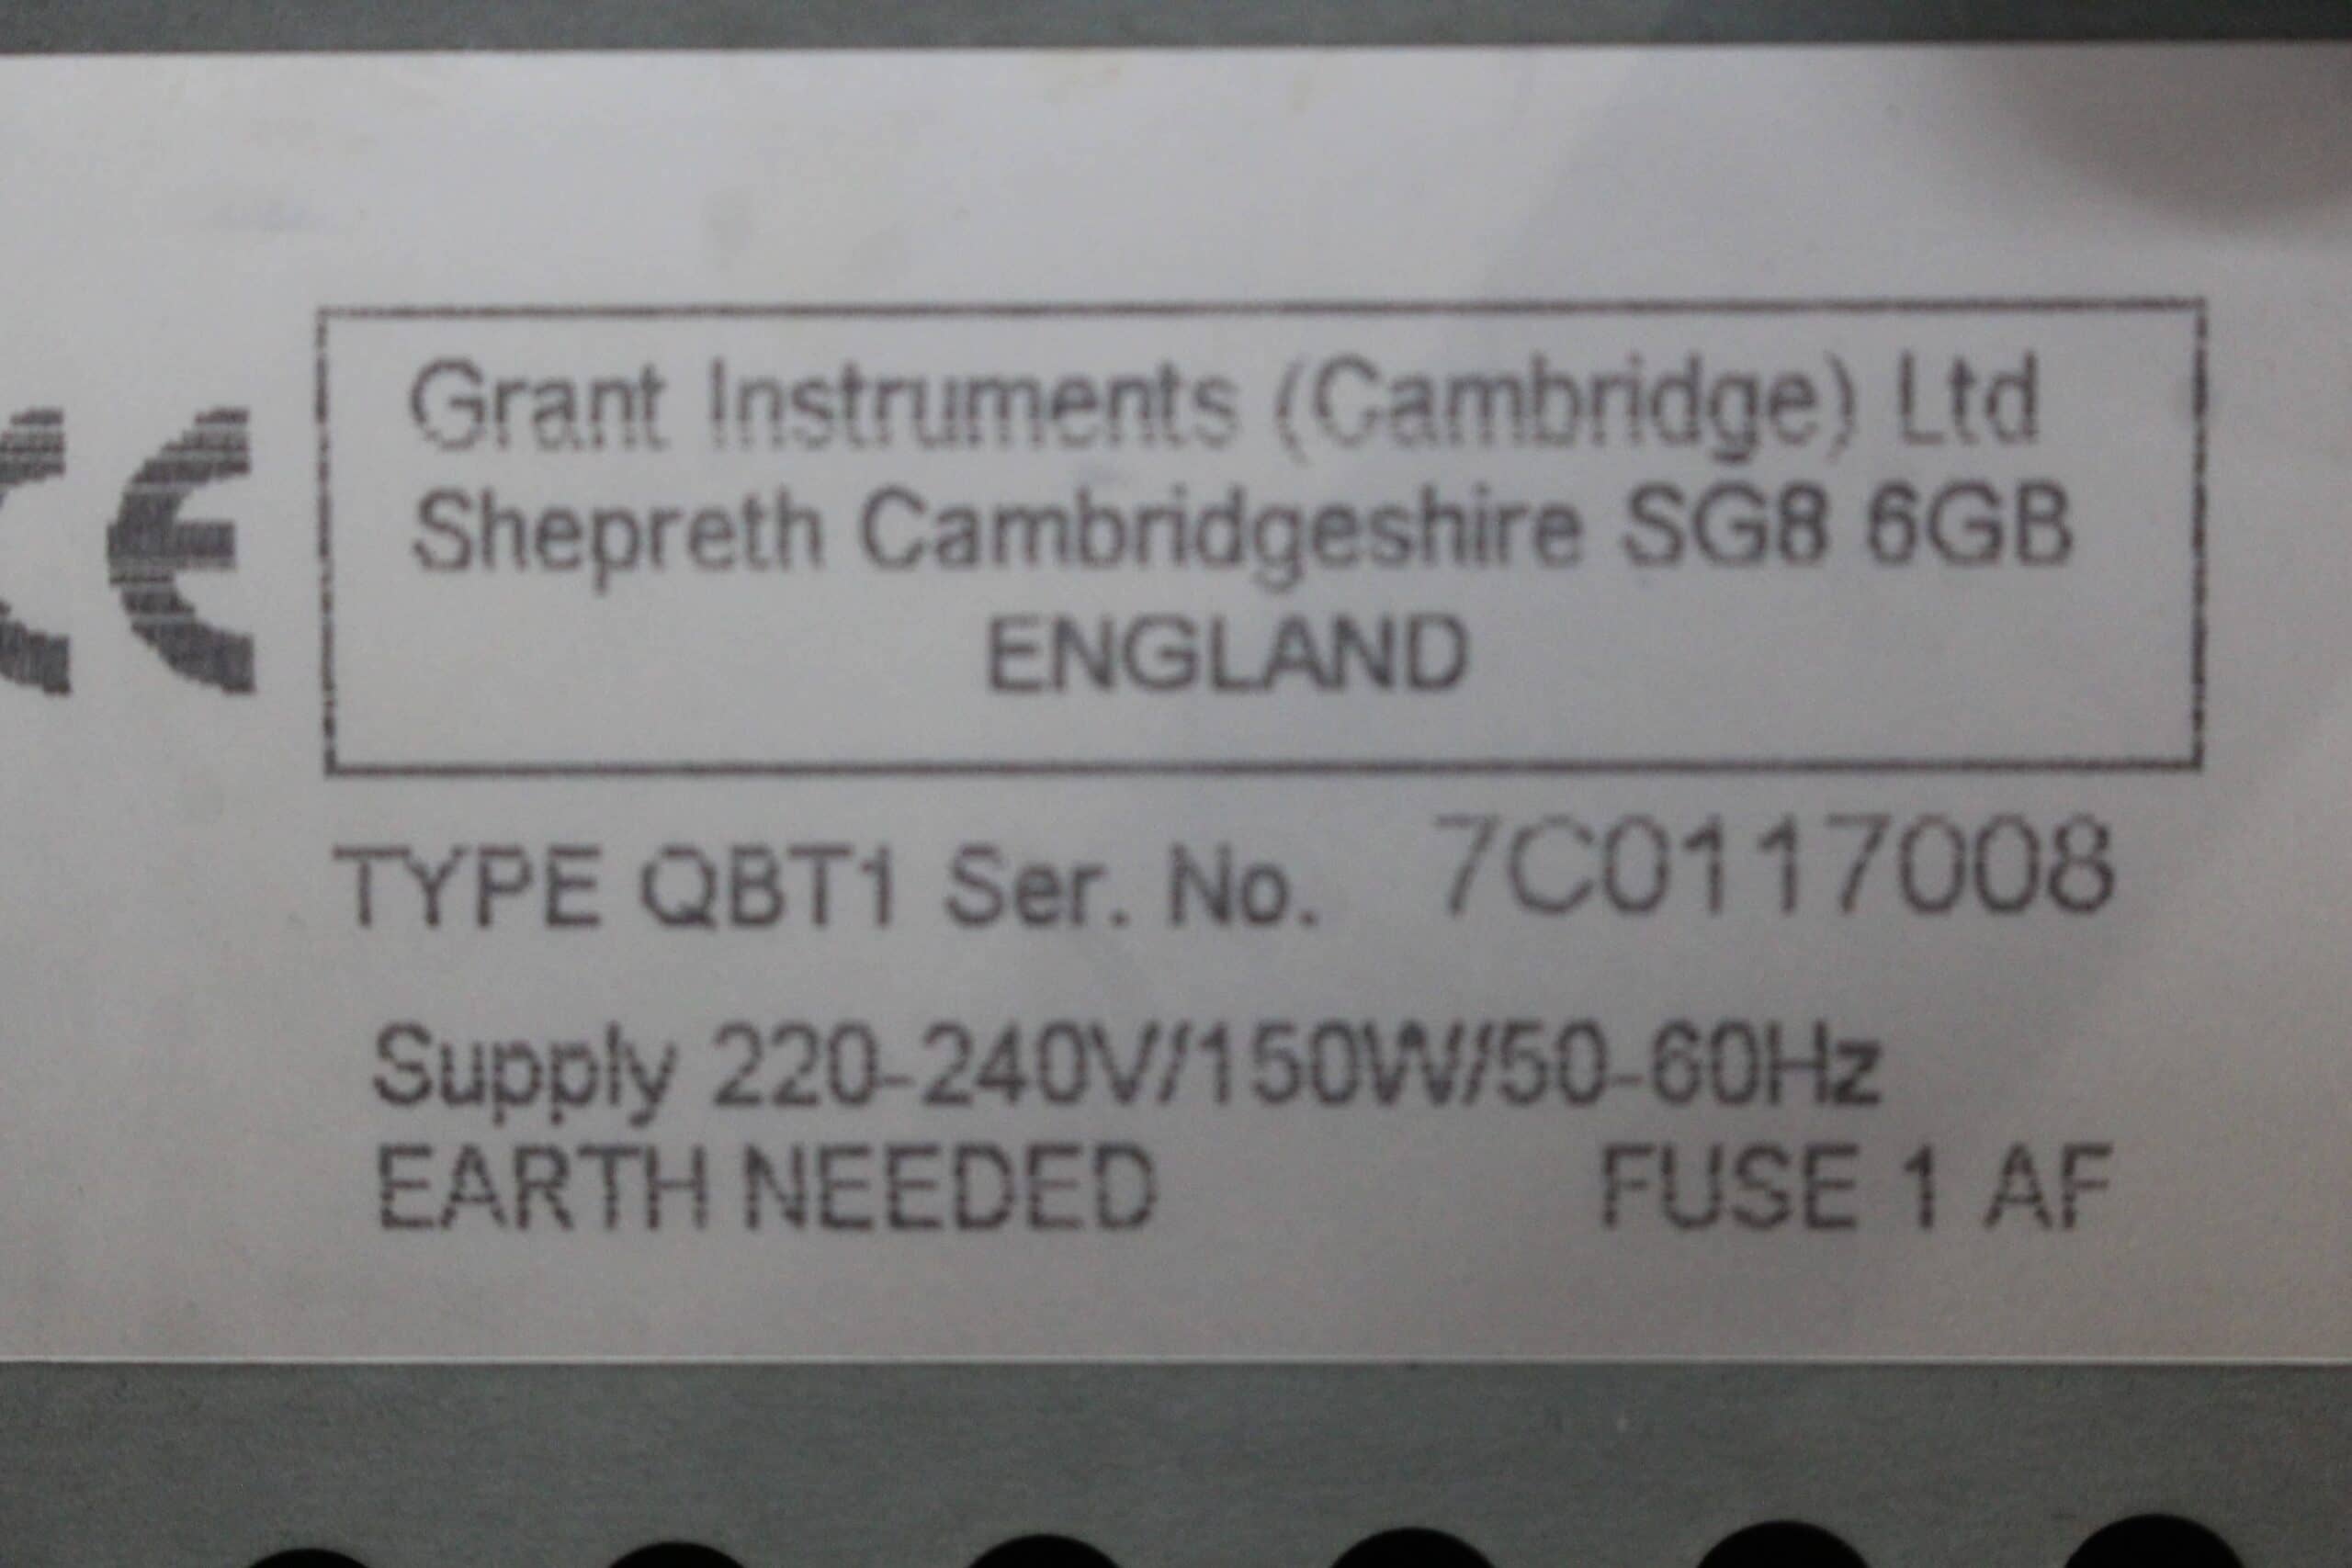 CE
Grant Instruments (Cambridge) Ltd
Shepreth Cambridgeshire SG8 6GB
ENGLAND
TYPE QBT1 Ser. No. 7C0117008
Supply 220-240V/150W/50-60Hz
EARTH NEEDED FUSE 1 AF